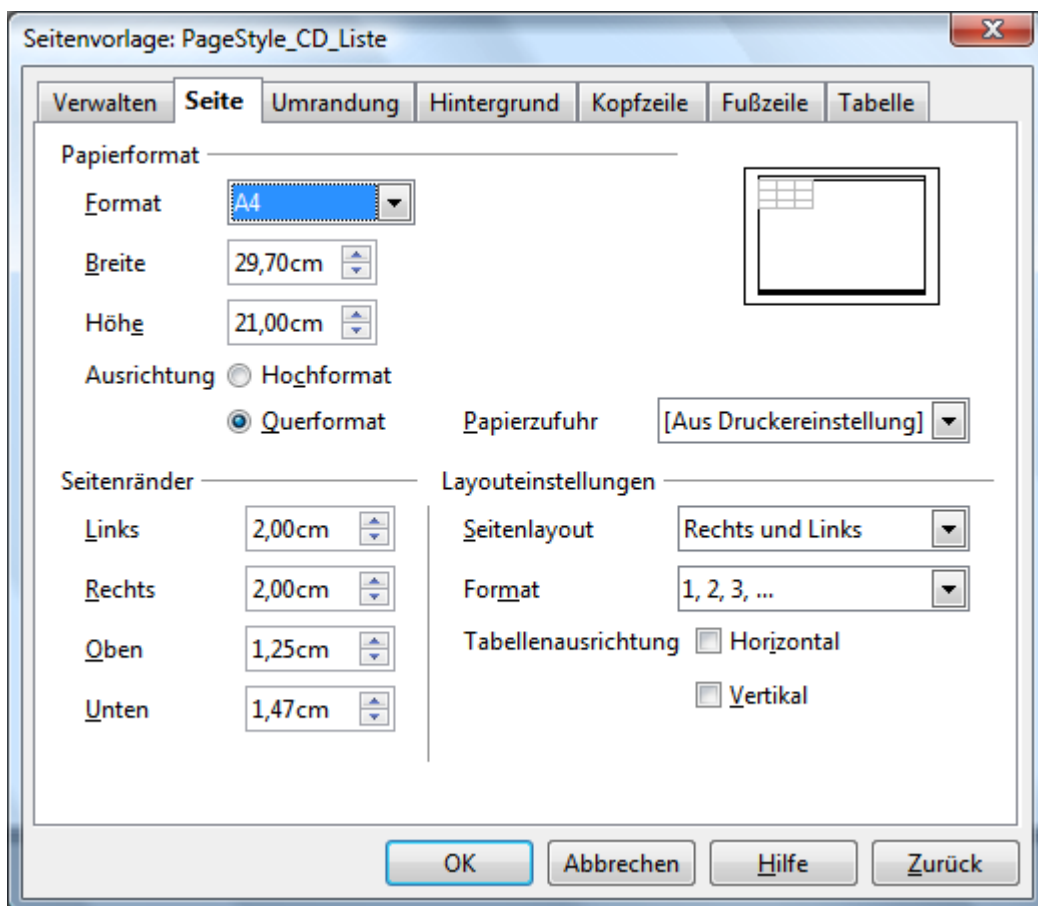 Seitenvorlage: PageStyle_CD_Liste
Verwalten Seite Umrandung Hintergrund Kopfzeile Fußzeile Tabelle
Papierformat
Format A4
Breite 29,70cm
Höhe 21,00cm
Ausrichtung Hochformat
Querformat Papierzufuhr [Aus Druckereinstellung]
Seitenränder Layouteinstellungen
Links 2,00cm Seitenlayout Rechts und Links
Rechts 2,00cm Format 1, 2, 3, ...
Oben 1,25cm Tabellenausrichtung Horizontal
Unten 1,47cm Vertikal
OK Abbrechen Hilfe Zurück